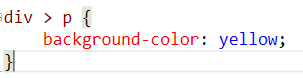 div > p {
    background-color: yellow;
}